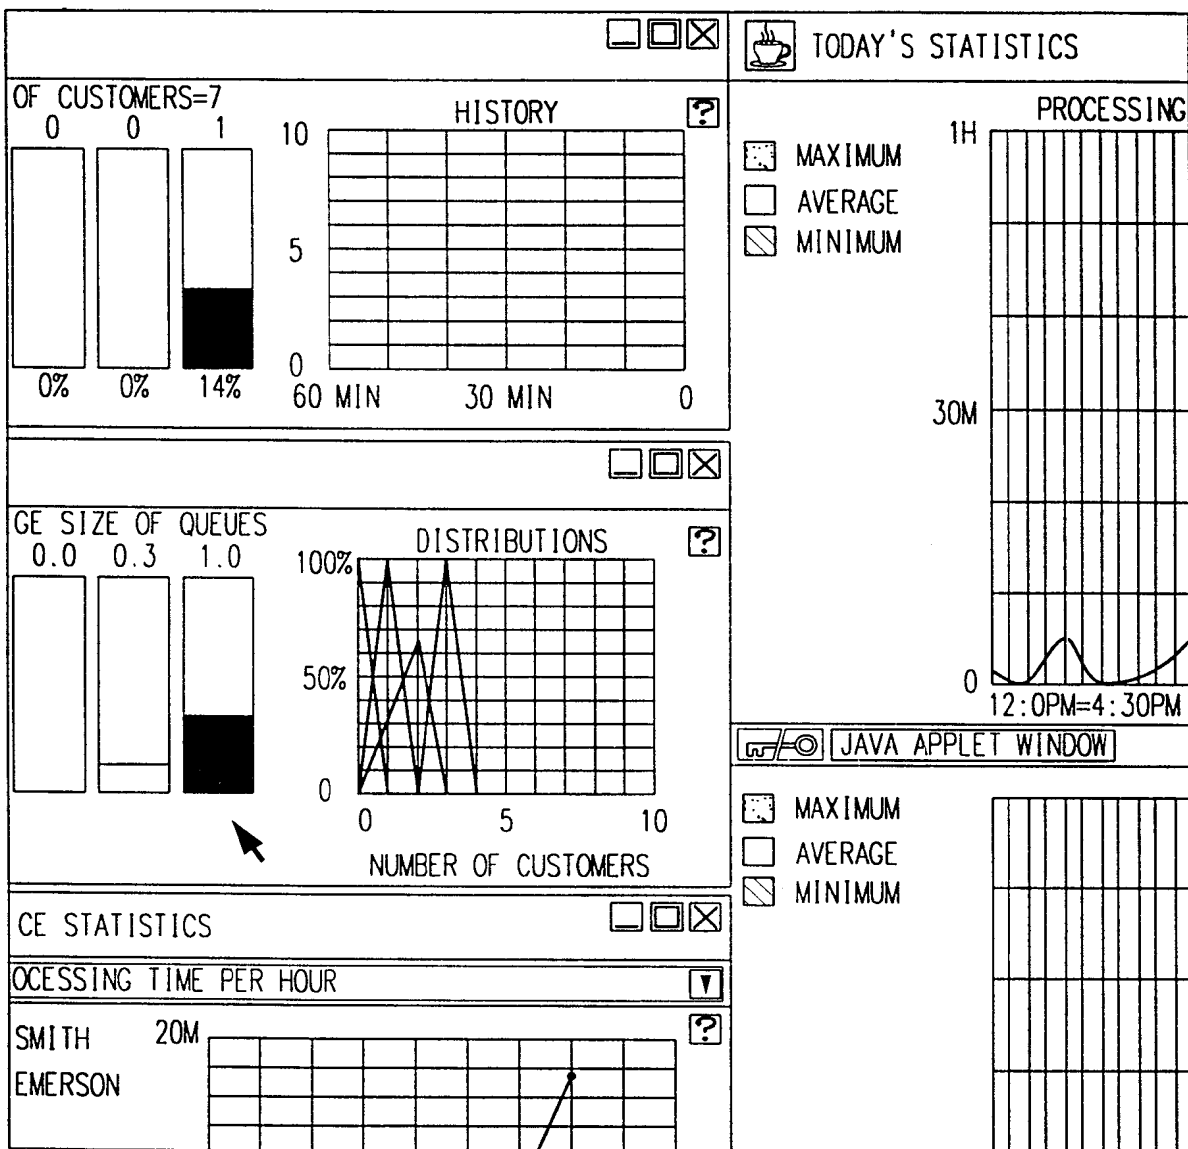 OF CUSTOMERS=7
0 0 1
0% 0% 14%
HISTORY
?
10
5
0
60 MIN 30 MIN 0
GE SIZE OF QUEUES
0.0 0.3 1.0
DISTRIBUTIONS
?
100%
50%
0
0 5 10
NUMBER OF CUSTOMERS
CE STATISTICS
OCESSING TIME PER HOUR
SMITH
EMERSON
20M
?
TODAY'S STATISTICS
PROCESSING
MAXIMUM
AVERAGE
MINIMUM
1H
30M
0
12:0PM=4:30PM
JAVA APPLET WINDOW
MAXIMUM
AVERAGE
MINIMUM